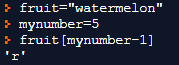 > fruit="watermelon"
> mynumber=5
> fruit[mynumber-1]
'r'